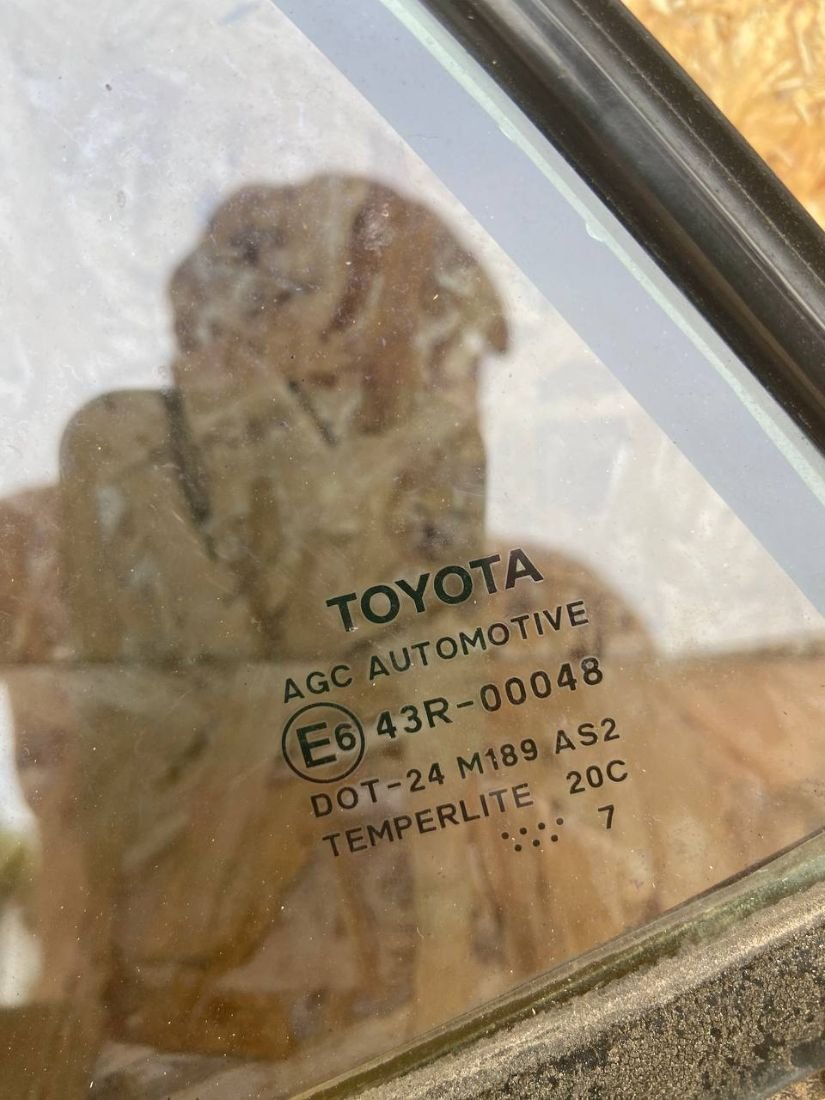 TOYOTA
AGC AUTOMOTIVE
E6 43R-00048
DOT-24 M189 AS2
TEMPERLITE 20C
7